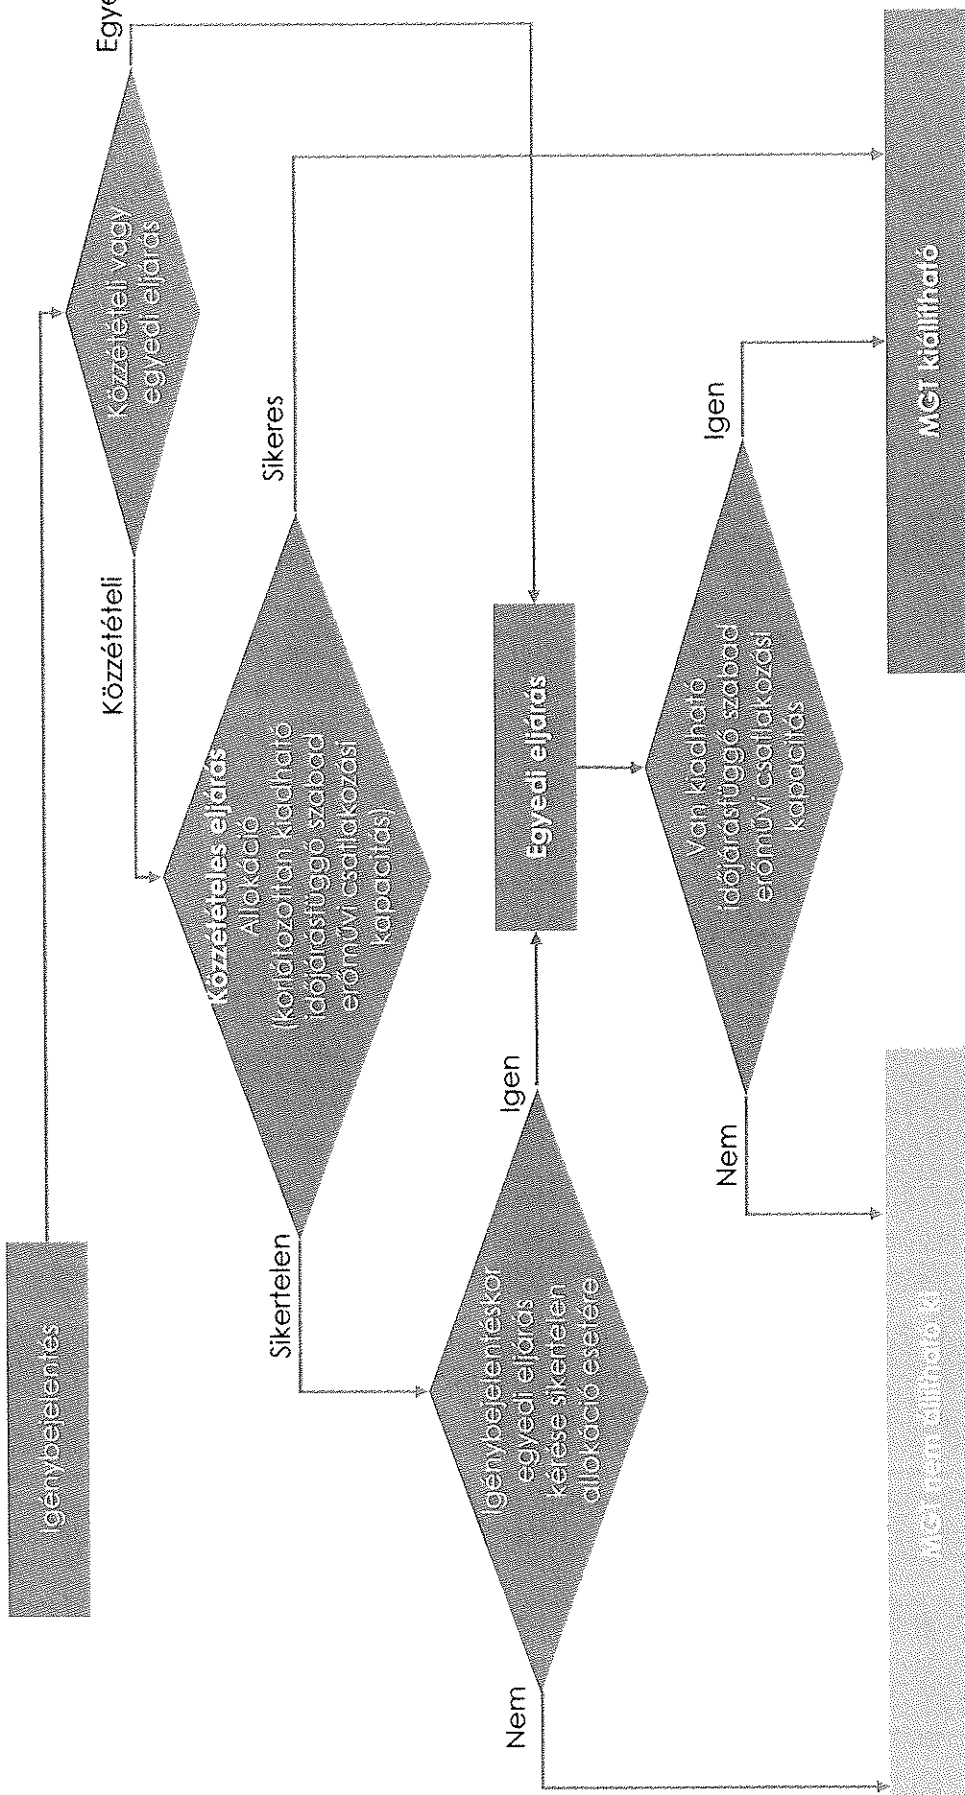 Igénybejelentés
Közzétételi vagy
egyedi eljárás
Közzétételi
Közzétételes eljárás
Allokáció
(korlátozottan kiadható
időjárásfüggő szabad
erőművi csatlakozási
kapacitás)
Sikertelen
Sikeres
Igénybejelentéskor
egyedi eljárás
kérése sikertelen
allokáció esetére
Igen
Egyedi eljárás
Nem
Van kiadható
időjárásfüggő szabad
erőművi csatlakozási
kapacitás
Nem
Igen
MGT nem állítható ki
MGT kiállítható